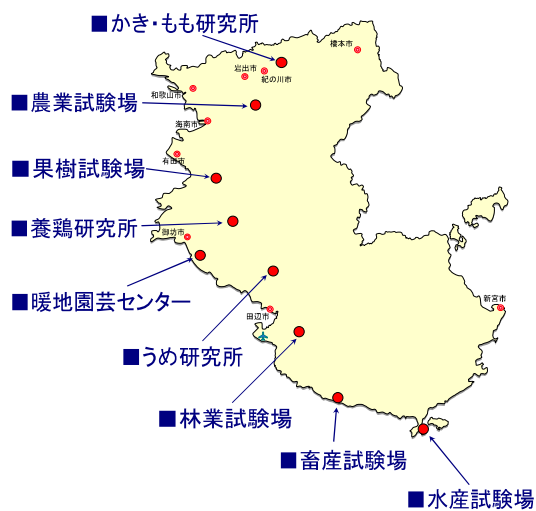 ■かき・もも研究所
橋本市
岩出市
紀の川市
和歌山市
■農業試験場
海南市
有田市
■果樹試験場
■養鶏研究所
御坊市
■暖地園芸センター
新宮市
田辺市
■うめ研究所
■林業試験場
■畜産試験場
■水産試験場